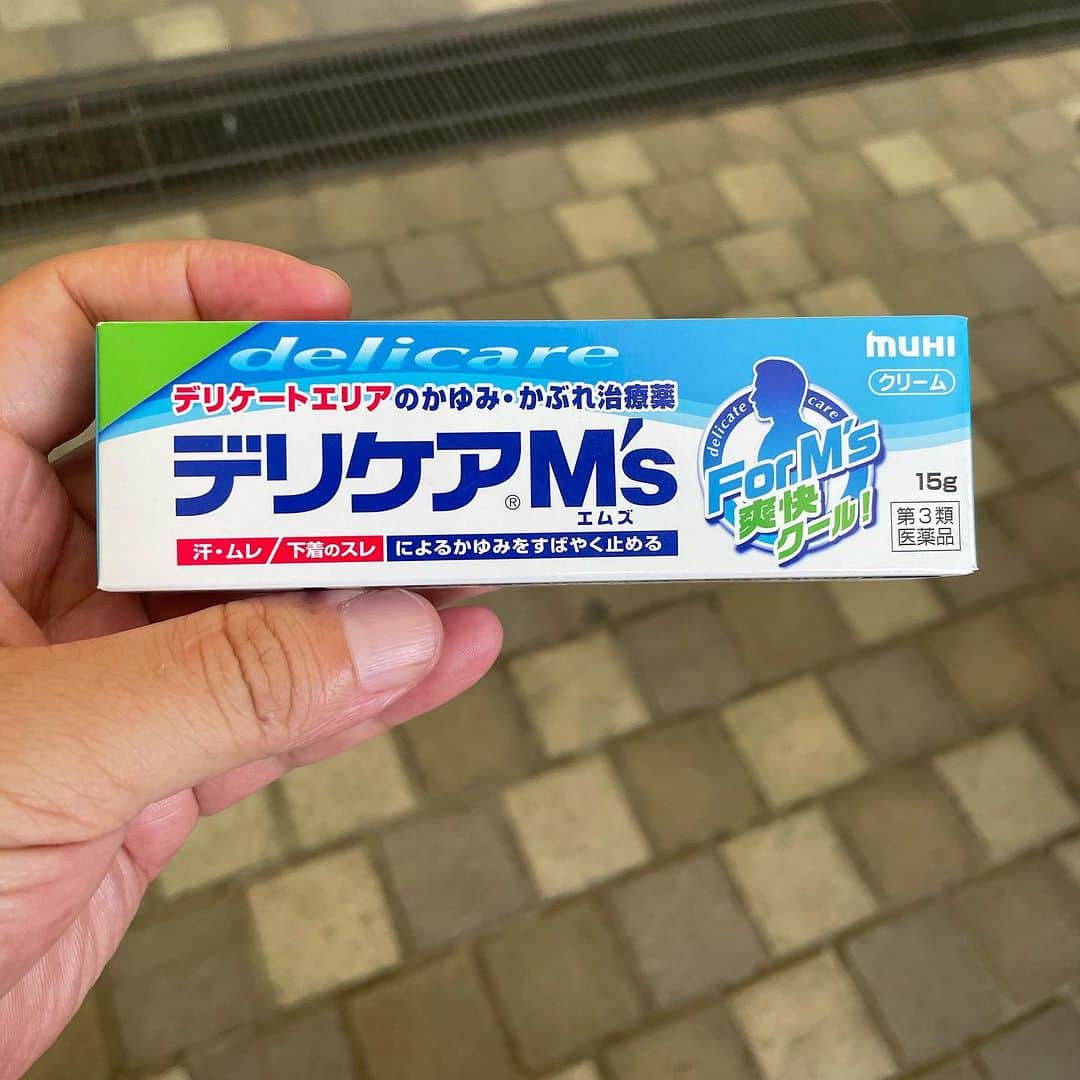 delicare
デリケートエリアのかゆみ・かぶれ治療薬
デリケアM's
®
エムズ
汗・ムレ/下着のスレによるかゆみをすばやく止める
delicate care
For M's
爽快
クール!
MUHI
クリーム
15g
第3類
医薬品